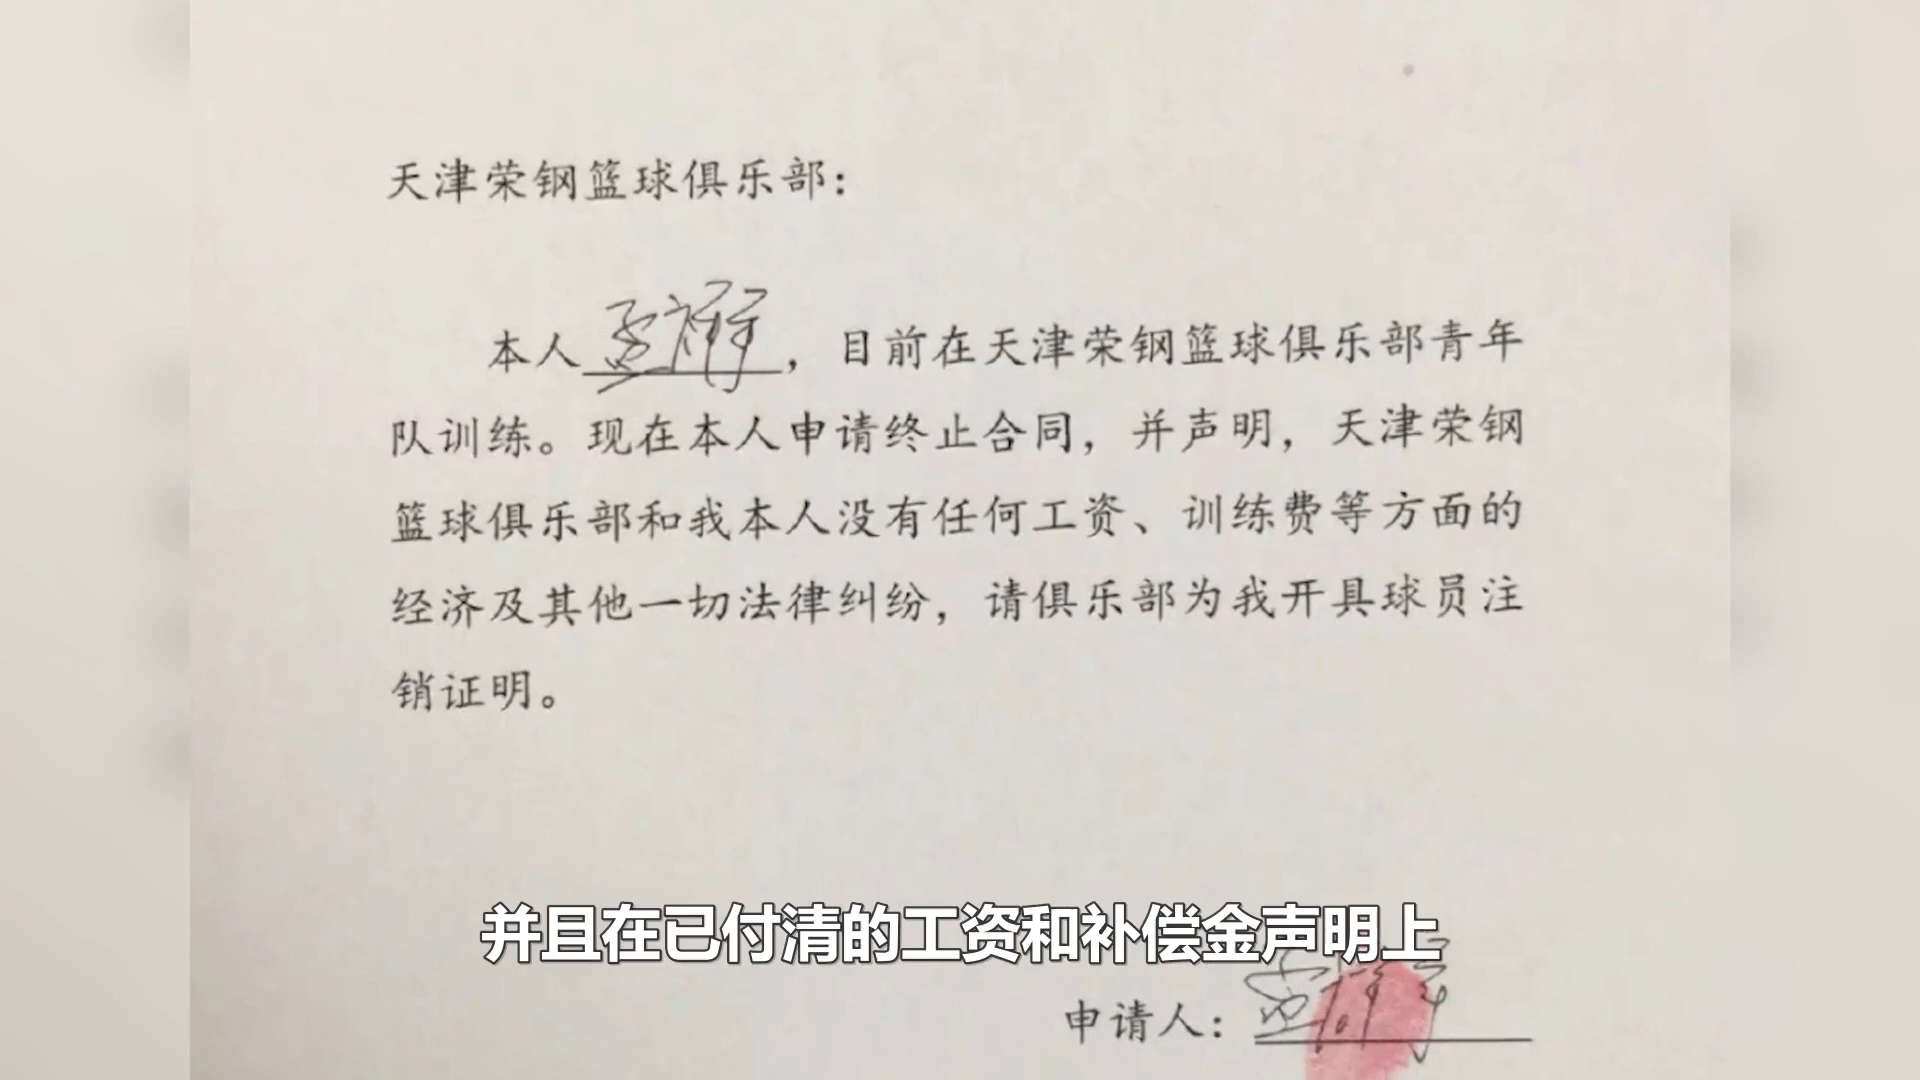 天津荣钢篮球俱乐部：
本人，目前在天津荣钢篮球俱乐部青年
队训练。现在本人申请终止合同，并声明，天津荣钢
篮球俱乐部和我本人没有任何工资、训练费等方面的
经济及其他一切法律纠纷，请俱乐部为我开具球员注
销证明。
并且在已付清的工资和补偿金声明上
申请人：